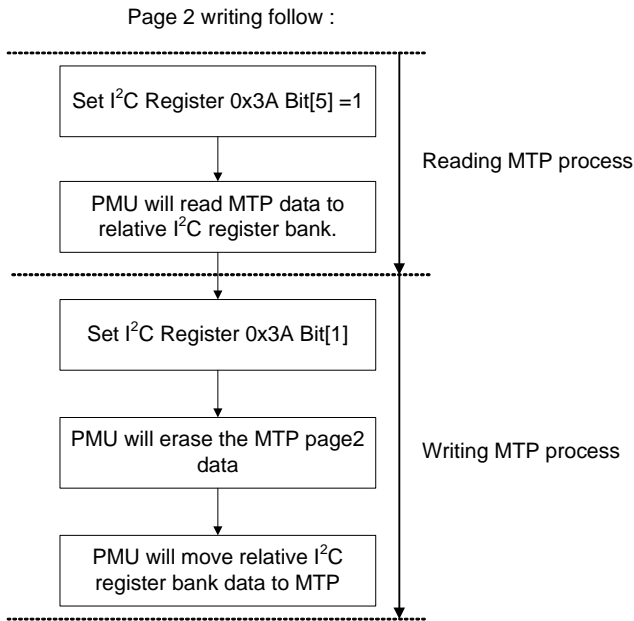 Page 2 writing follow :
Set I²C Register 0x3A Bit[5] =1
Reading MTP process
PMU will read MTP data to
relative I²C register bank.
Set I²C Register 0x3A Bit[1]
PMU will erase the MTP page2
data
Writing MTP process
PMU will move relative I²C
register bank data to MTP